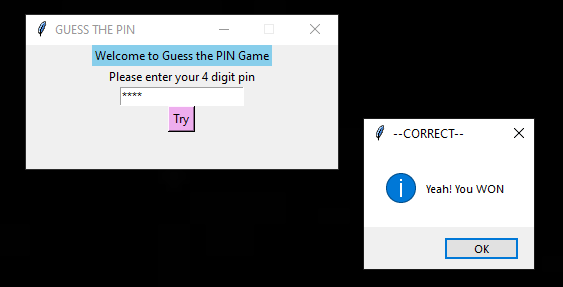 GUESS THE PIN
Welcome to Guess the PIN Game
Please enter your 4 digit pin
****
Try
--CORRECT--
Yeah! You WON
OK